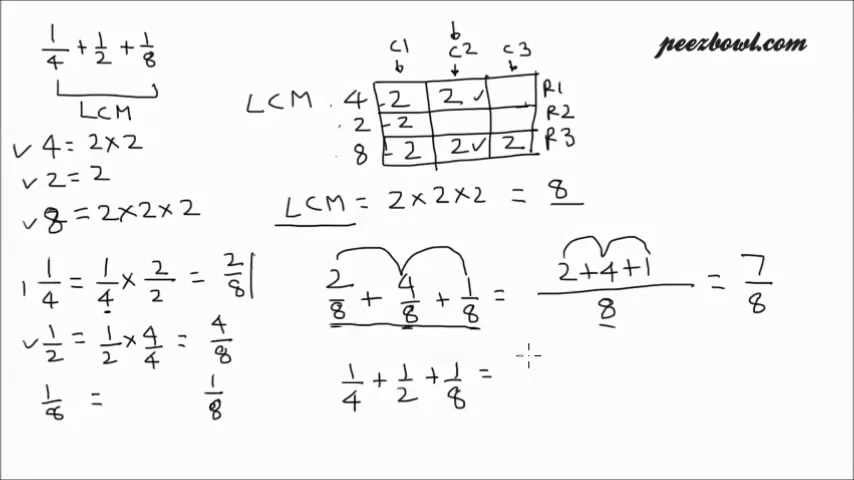 peezbowl.com
1/4 + 1/2 + 1/8
LCM
✓ 4 = 2 × 2
✓ 2 = 2
✓ 8 = 2 × 2 × 2
C1 C2 C3
LCM . 4 2 2 ✓ R1
. 2 2 R2
. 8 2 2 ✓ 2 R3
LCM = 2 × 2 × 2 = 8
1/4 = 1/4 × 2/2 = 2/8
✓ 1/2 = 1/2 × 4/4 = 4/8
1/8 = 1/8
2/8 + 4/8 + 1/8 = 2+4+1/8 = 7/8
1/4 + 1/2 + 1/8 =